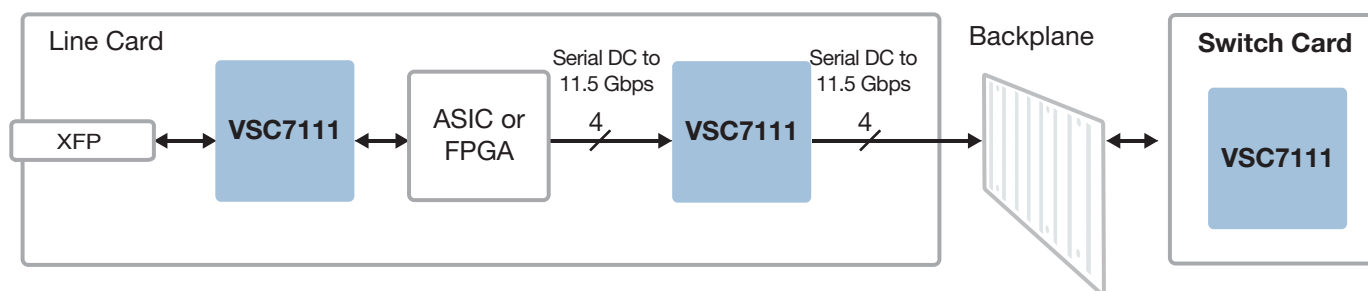 Line Card
XFP
VSC7111
ASIC or
FPGA
Serial DC to
11.5 Gbps
4
VSC7111
Serial DC to
11.5 Gbps
4
Backplane
Switch Card
VSC7111